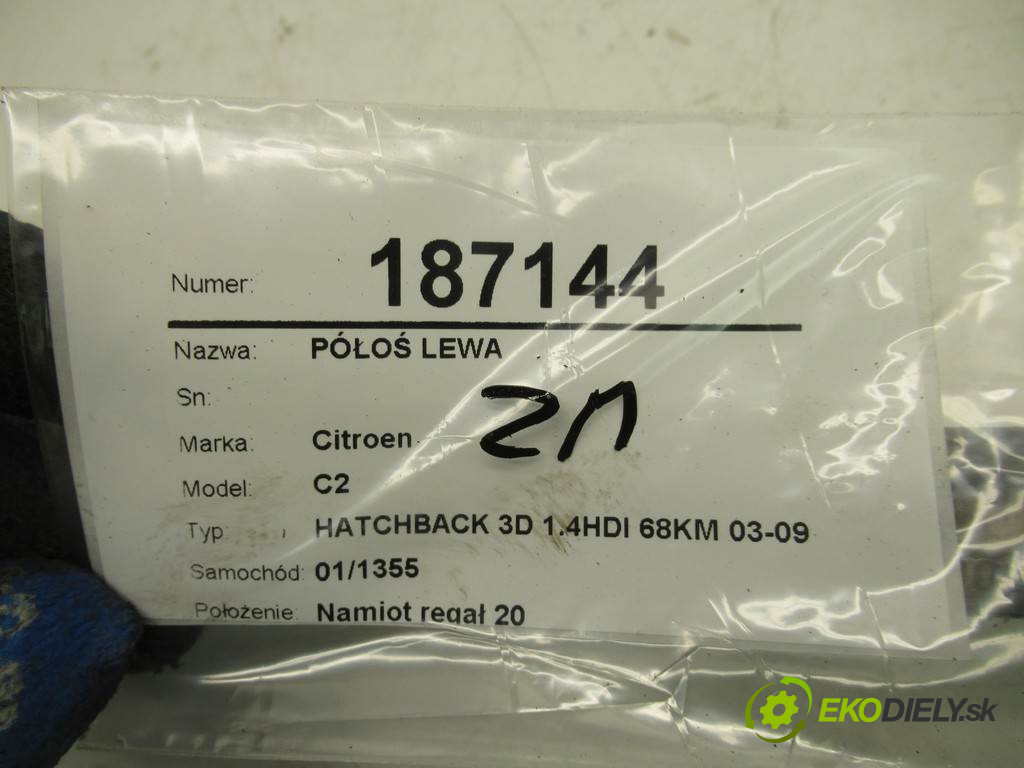 Numer: 187144
Nazwa: PÓŁOŚ LEWA
Sn:
Marka: Citroen
Model: C2
Typ: HATCHBACK 3D 1.4HDI 68KM 03-09
Samochód: 01/1355
Położenie: Namiot regał 20
EKODIELY.sk